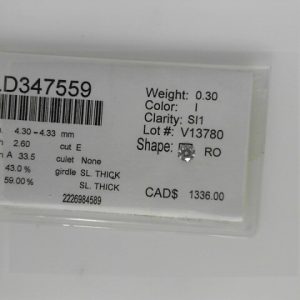 LD347559
4.30-4.33 mm
2.60 cut E
A 33.5 culet None
43.0 % girdle SL. THICK
59.00 % SL. THICK
2226984589
Weight: 0.30
Color: I
Clarity: SI1
Lot #: V13780
Shape: RO
CAD$ 1336.00